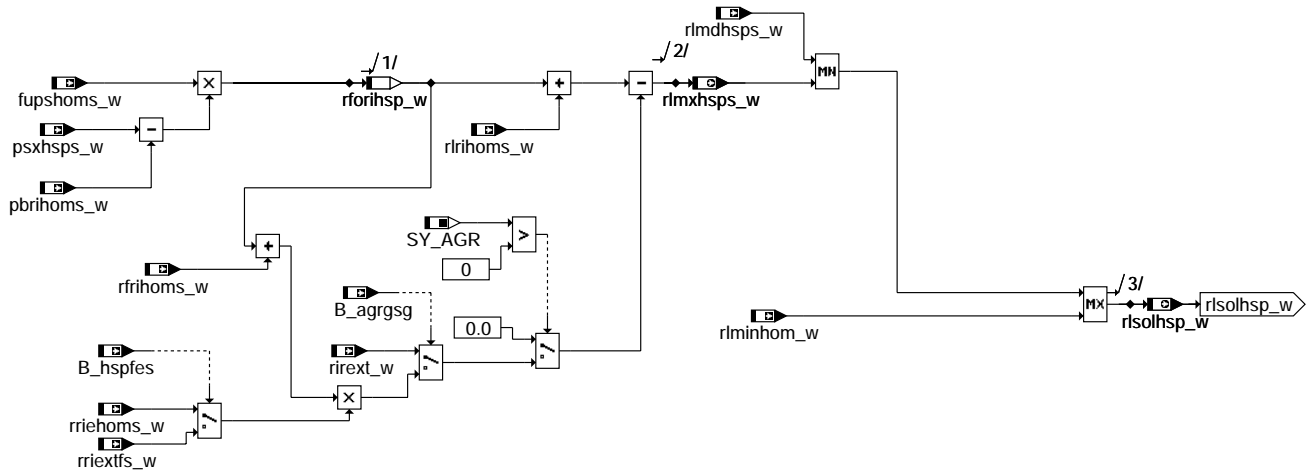 rlmdhsps_w
/1/
/2/
MN
fupshoms_w
rforihsp_w
rlmxhsps_w
psxhsps_w
rlrihoms_w
pbrihoms_w
SY_AGR
>
0
rfrihoms_w
/3/
B_agrgsg
MX
rlsolhsp_w
rlsolhsp_w
0.0
rlminhom_w
B_hspfes
rirext_w
rriehoms_w
rriextfs_w